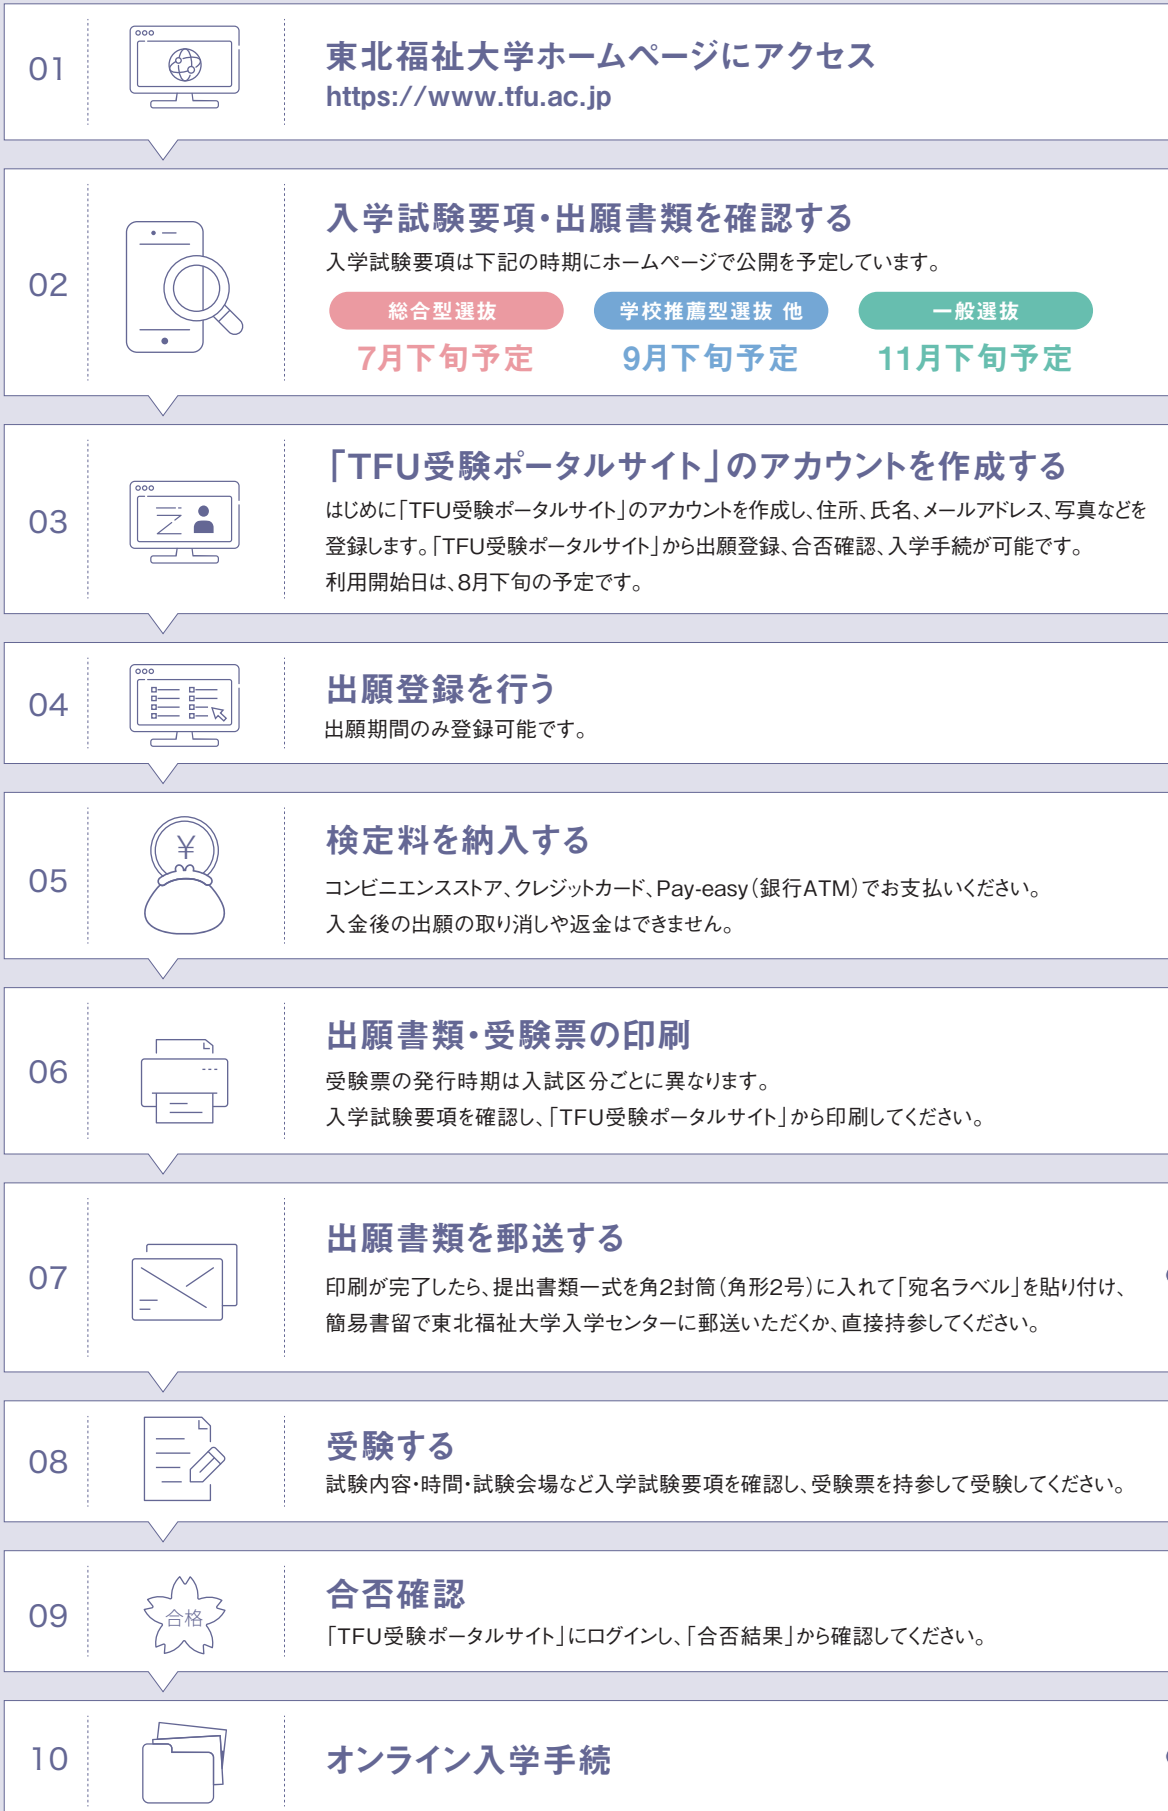 01
東北福祉大学ホームページにアクセス
https://www.tfu.ac.jp
02
入学試験要項・出願書類を確認する
入学試験要項は下記の時期にホームページで公開を予定しています。
総合型選抜
7月下旬予定
学校推薦型選抜 他
9月下旬予定
一般選抜
11月下旬予定
03
「TFU受験ポータルサイト」のアカウントを作成する
はじめに「TFU受験ポータルサイト」のアカウントを作成し、住所、氏名、メールアドレス、写真などを
登録します。「TFU受験ポータルサイト」から出願登録、合否確認、入学手続が可能です。
利用開始日は、8月下旬の予定です。
04
出願登録を行う
出願期間のみ登録可能です。
05
¥
検定料を納入する
コンビニエンスストア、クレジットカード、Pay-easy（銀行ATM）でお支払いください。
入金後の出願の取り消しや返金はできません。
06
出願書類・受験票の印刷
受験票の発行時期は入試区分ごとに異なります。
入学試験要項を確認し、「TFU受験ポータルサイト」から印刷してください。
07
出願書類を郵送する
印刷が完了したら、提出書類一式を角2封筒（角形2号）に入れて「宛名ラベル」を貼り付け、
簡易書留で東北福祉大学入学センターに郵送いただくか、直接持参してください。
08
受験する
試験内容・時間・試験会場など入学試験要項を確認し、受験票を持参して受験してください。
09
合格
合否確認
「TFU受験ポータルサイト」にログインし、「合否結果」から確認してください。
10
オンライン入学手続